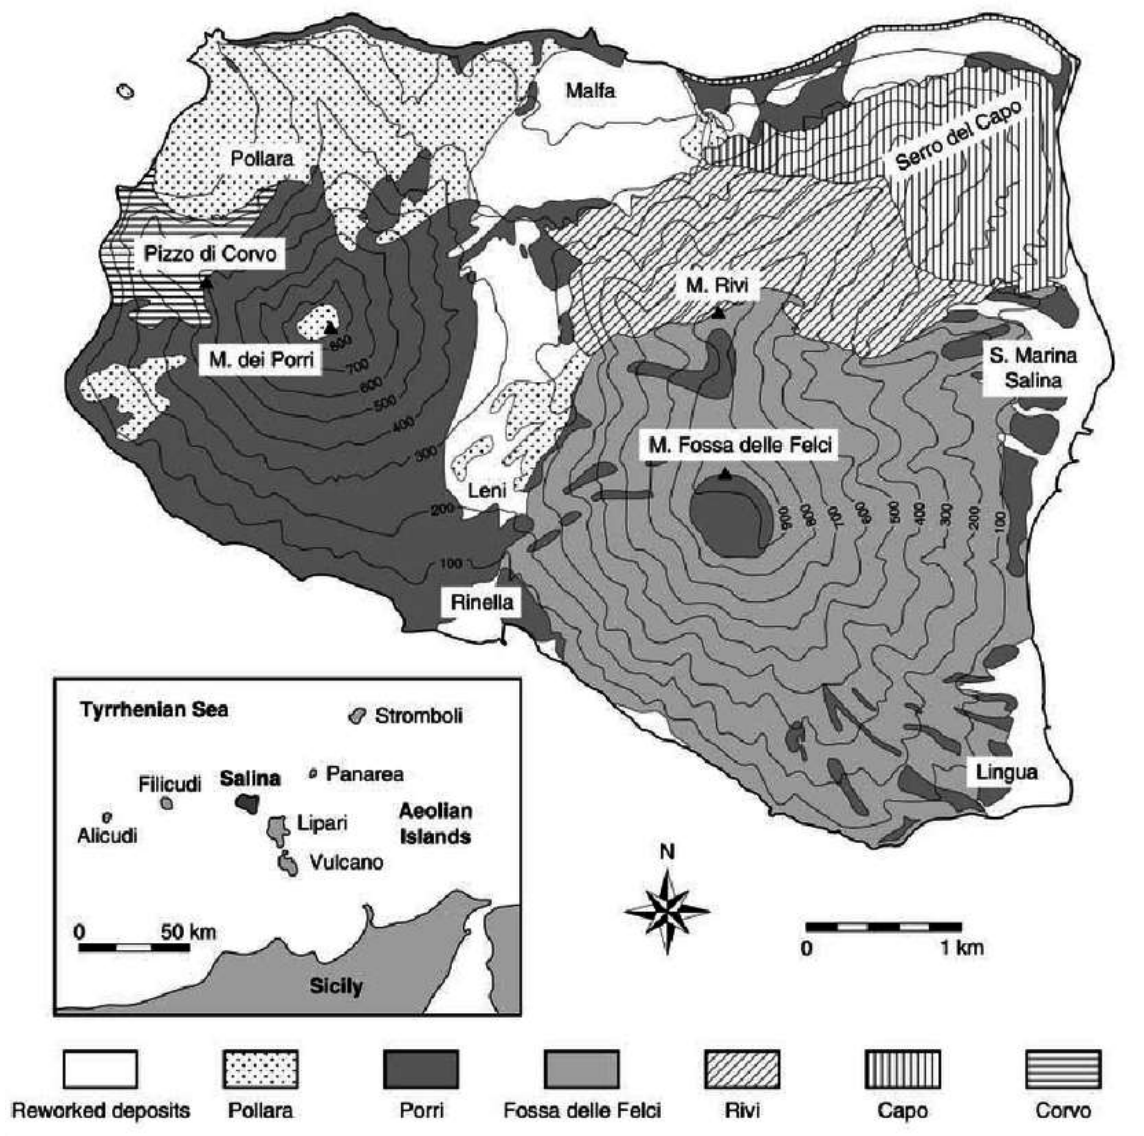 Malfa
Serro del Capo
Pollara
Pizzo di Corvo
M. Rivi
M. dei Porri
800
700
600
500
400
300
200
100
S. Marina
Salina
M. Fossa delle Felci
900
800
700
600
500
400
300
200
100
Leni
Rinella
Lingua
Tyrrhenian Sea
Stromboli
Filicudi
Salina
Panarea
Alicudi
Lipari
Aeolian
Islands
Vulcano
0 50 km
Sicily
N
0 1 km
Reworked deposits
Pollara
Porri
Fossa delle Felci
Rivi
Capo
Corvo